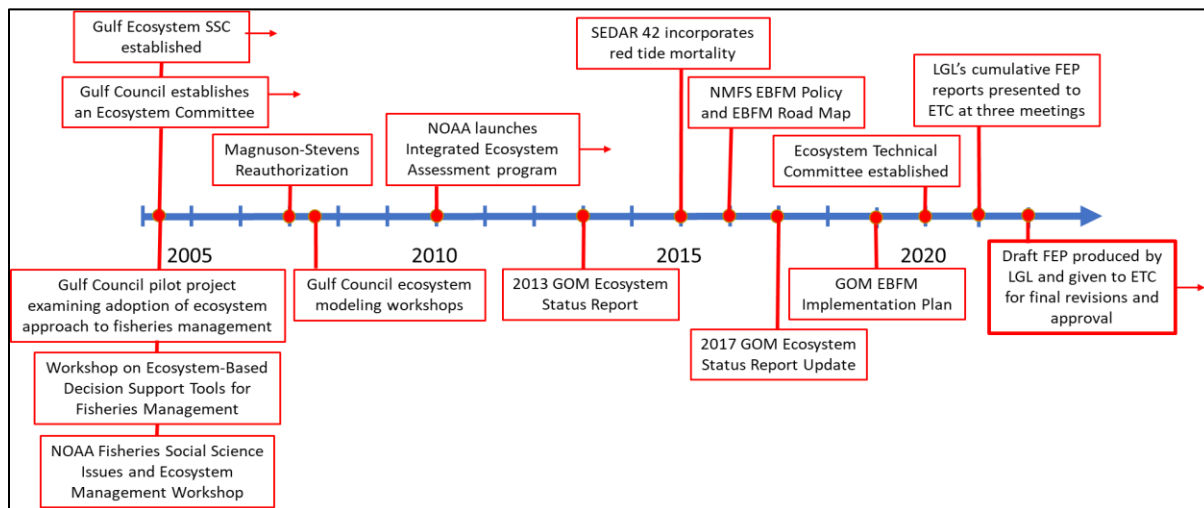 Gulf Ecosystem SSC
established
Gulf Council establishes
an Ecosystem Committee
Magnuson-Stevens
Reauthorization
NOAA launches
Integrated Ecosystem
Assessment program
SEDAR 42 incorporates
red tide mortality
NMFS EBFM Policy
and EBFM Road Map
Ecosystem Technical
Committee established
LGL's cumulative FEP
reports presented to
ETC at three meetings
2005
2010
2015
2020
Gulf Council pilot project
examining adoption of ecosystem
approach to fisheries management
Workshop on Ecosystem-Based
Decision Support Tools for
Fisheries Management
NOAA Fisheries Social Science
Issues and Ecosystem
Management Workshop
Gulf Council ecosystem
modeling workshops
2013 GOM Ecosystem
Status Report
2017 GOM Ecosystem
Status Report Update
GOM EBFM
Implementation Plan
Draft FEP produced by
LGL and given to ETC
for final revisions and
approval